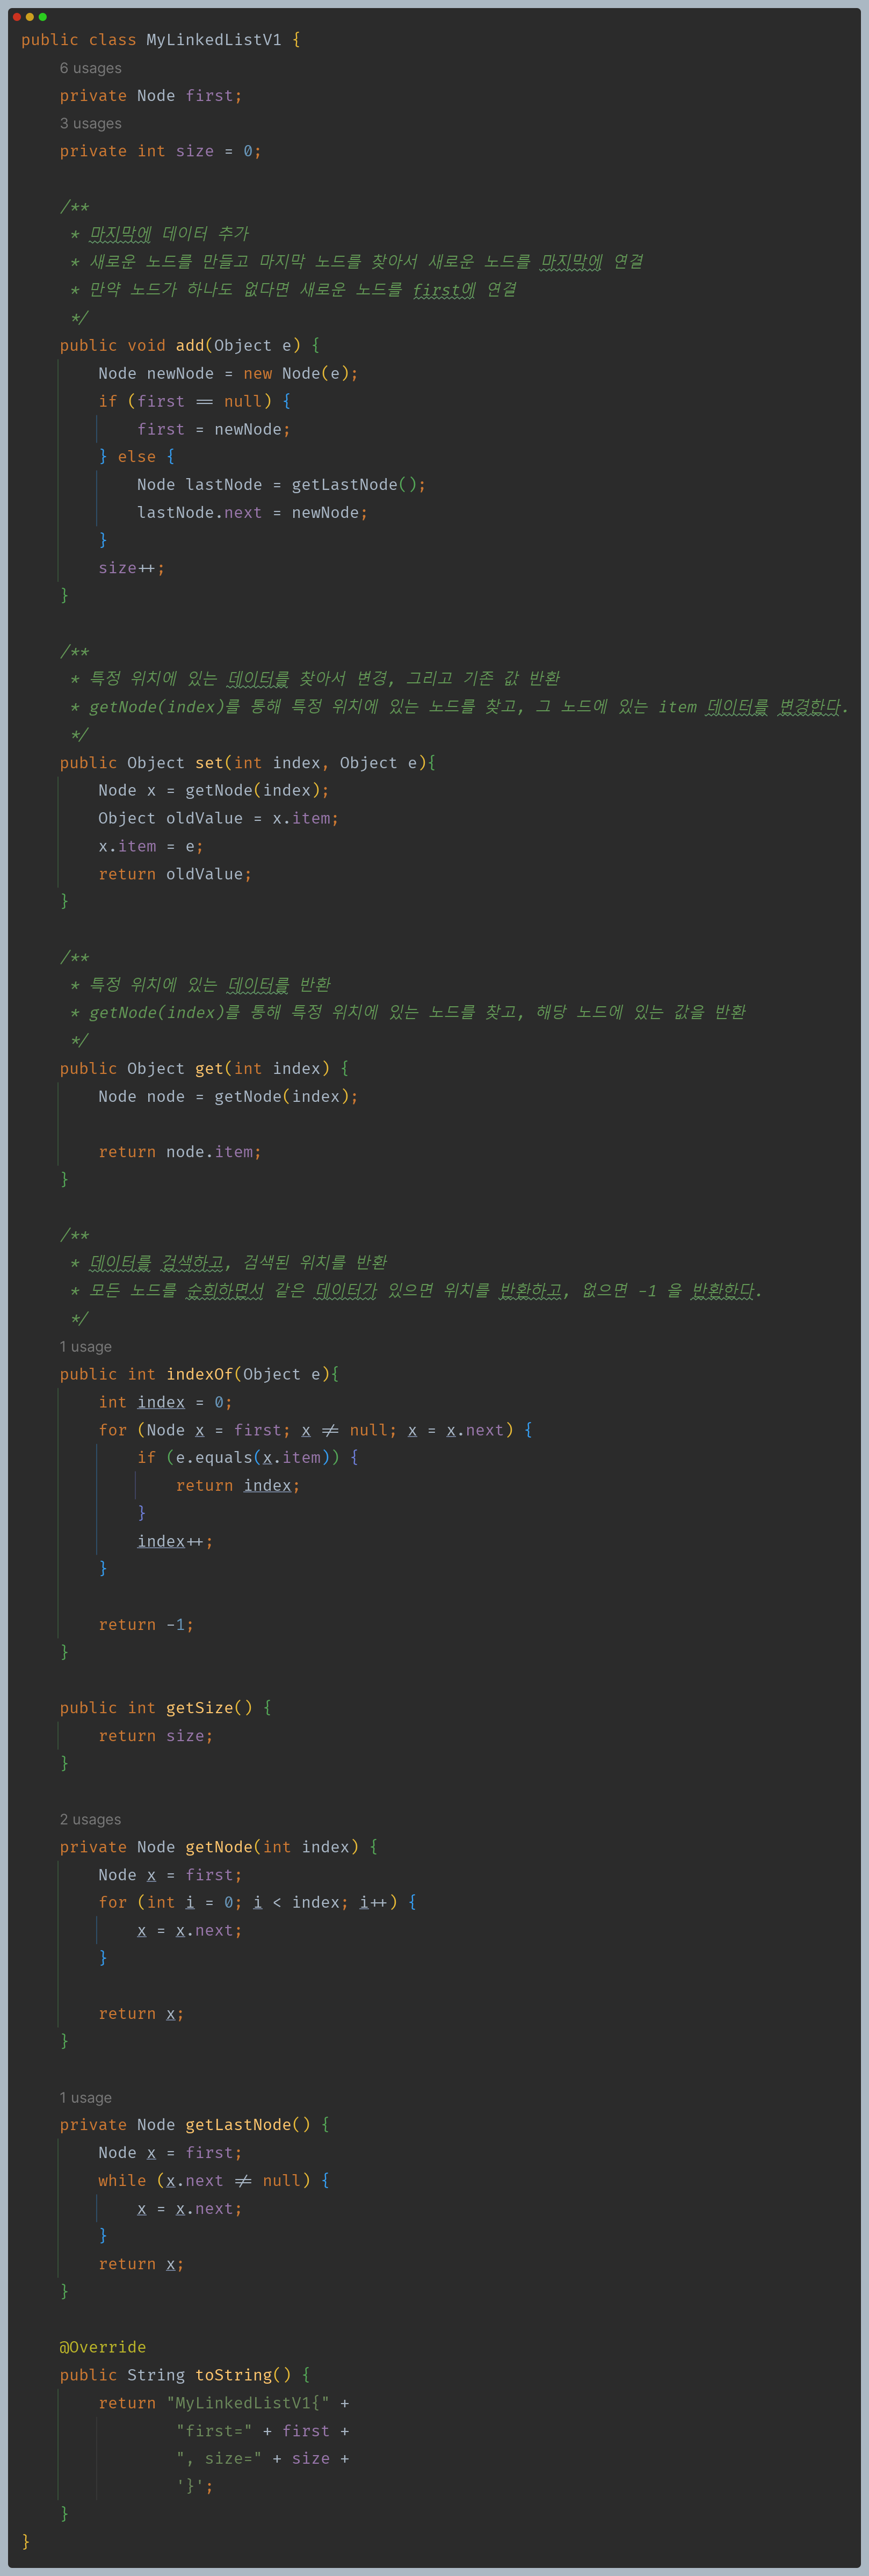 public class MyLinkedListV1 {
6 usages
private Node first;
3 usages
private int size = 0;
/**
* 마지막에 데이터 추가
* 새로운 노드를 만들고 마지막 노드를 찾아서 새로운 노드를 마지막에 연결
* 만약 노드가 하나도 없다면 새로운 노드를 first에 연결
*/
public void add(Object e) {
Node newNode = new Node(e);
if (first == null) {
first = newNode;
} else {
Node lastNode = getLastNode();
lastNode.next = newNode;
}
size++;
}
/**
* 특정 위치에 있는 데이터를 찾아서 변경, 그리고 기존 값 반환
* getNode(index)를 통해 특정 위치에 있는 노드를 찾고, 그 노드에 있는 item 데이터를 변경한다.
*/
public Object set(int index, Object e){
Node x = getNode(index);
Object oldValue = x.item;
x.item = e;
return oldValue;
}
/**
* 특정 위치에 있는 데이터를 반환
* getNode(index)를 통해 특정 위치에 있는 노드를 찾고, 해당 노드에 있는 값을 반환
*/
public Object get(int index) {
Node node = getNode(index);
return node.item;
}
/**
* 데이터를 검색하고, 검색된 위치를 반환
* 모든 노드를 순회하면서 같은 데이터가 있으면 위치를 반환하고, 없으면 -1 을 반환한다.
*/
1 usage
public int indexOf(Object e){
int index = 0;
for (Node x = first; x != null; x = x.next) {
if (e.equals(x.item)) {
return index;
}
index++;
}
return -1;
}
public int getSize() {
return size;
}
2 usages
private Node getNode(int index) {
Node x = first;
for (int i = 0; i < index; i++) {
x = x.next;
}
return x;
}
1 usage
private Node getLastNode() {
Node x = first;
while (x.next != null) {
x = x.next;
}
return x;
}
@Override
public String toString() {
return "MyLinkedListV1{" +
"first=" + first +
", size=" + size +
'}';
}
}